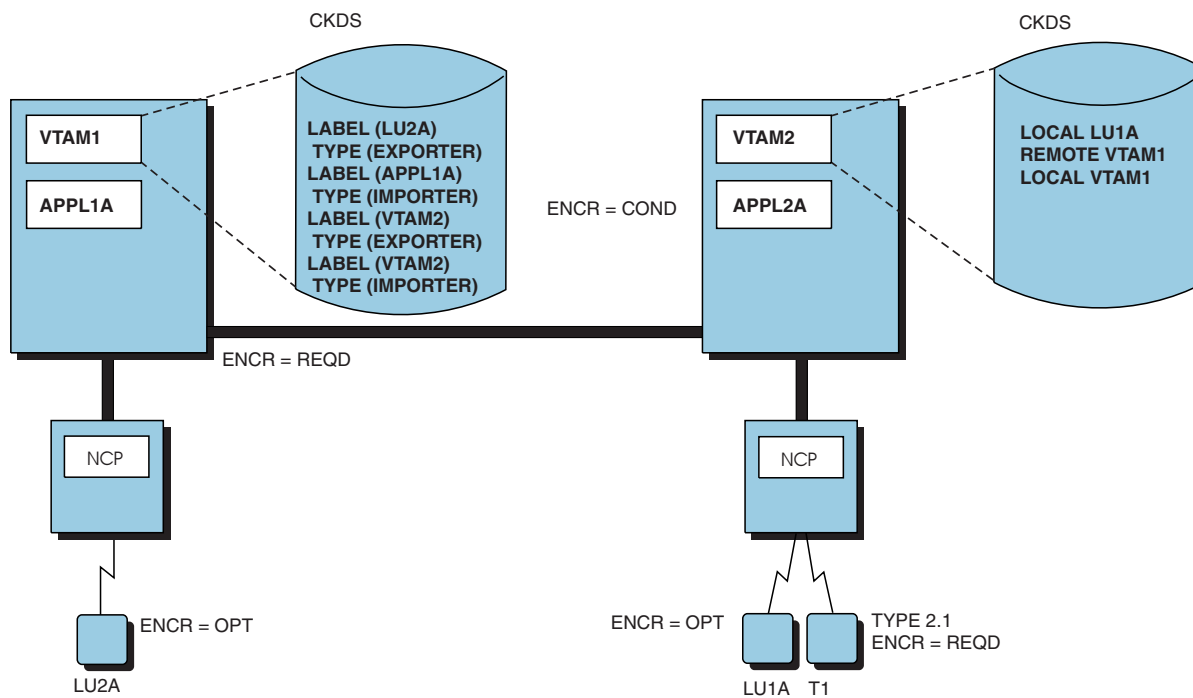 CKDS
VTAM1
APPL1A
LABEL (LU2A)
TYPE (EXPORTER)
LABEL (APPL1A)
TYPE (IMPORTER)
LABEL (VTAM2)
TYPE (EXPORTER)
LABEL (VTAM2)
TYPE (IMPORTER)
ENCR = REQD
NCP
ENCR = OPT
LU2A
CKDS
VTAM2
APPL2A
LOCAL LU1A
REMOTE VTAM1
LOCAL VTAM1
ENCR = COND
NCP
ENCR = OPT
LU1A
T1
TYPE 2.1
ENCR = REQD